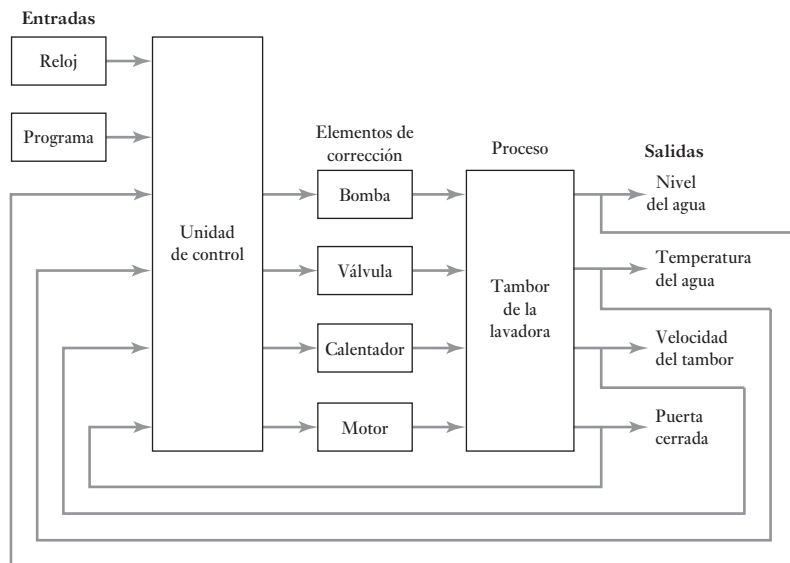 Entradas
Reloj
Programa
Unidad
de control
Elementos de
corrección
Bomba
Válvula
Calentador
Motor
Proceso
Tambor
de la
lavadora
Salidas
Nivel
del agua
Temperatura
del agua
Velocidad
del tambor
Puerta
cerrada